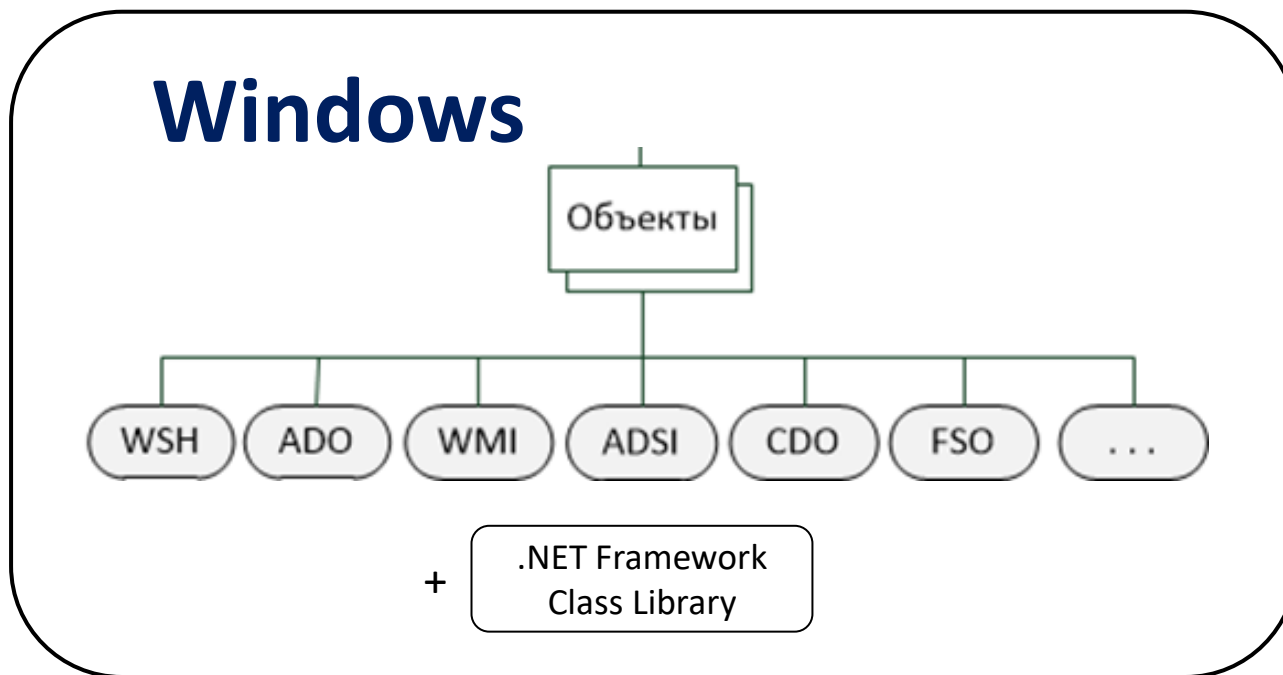 Windows
Объекты
WSH ADO WMI ADSI CDO FSO . . .
+ .NET Framework
Class Library